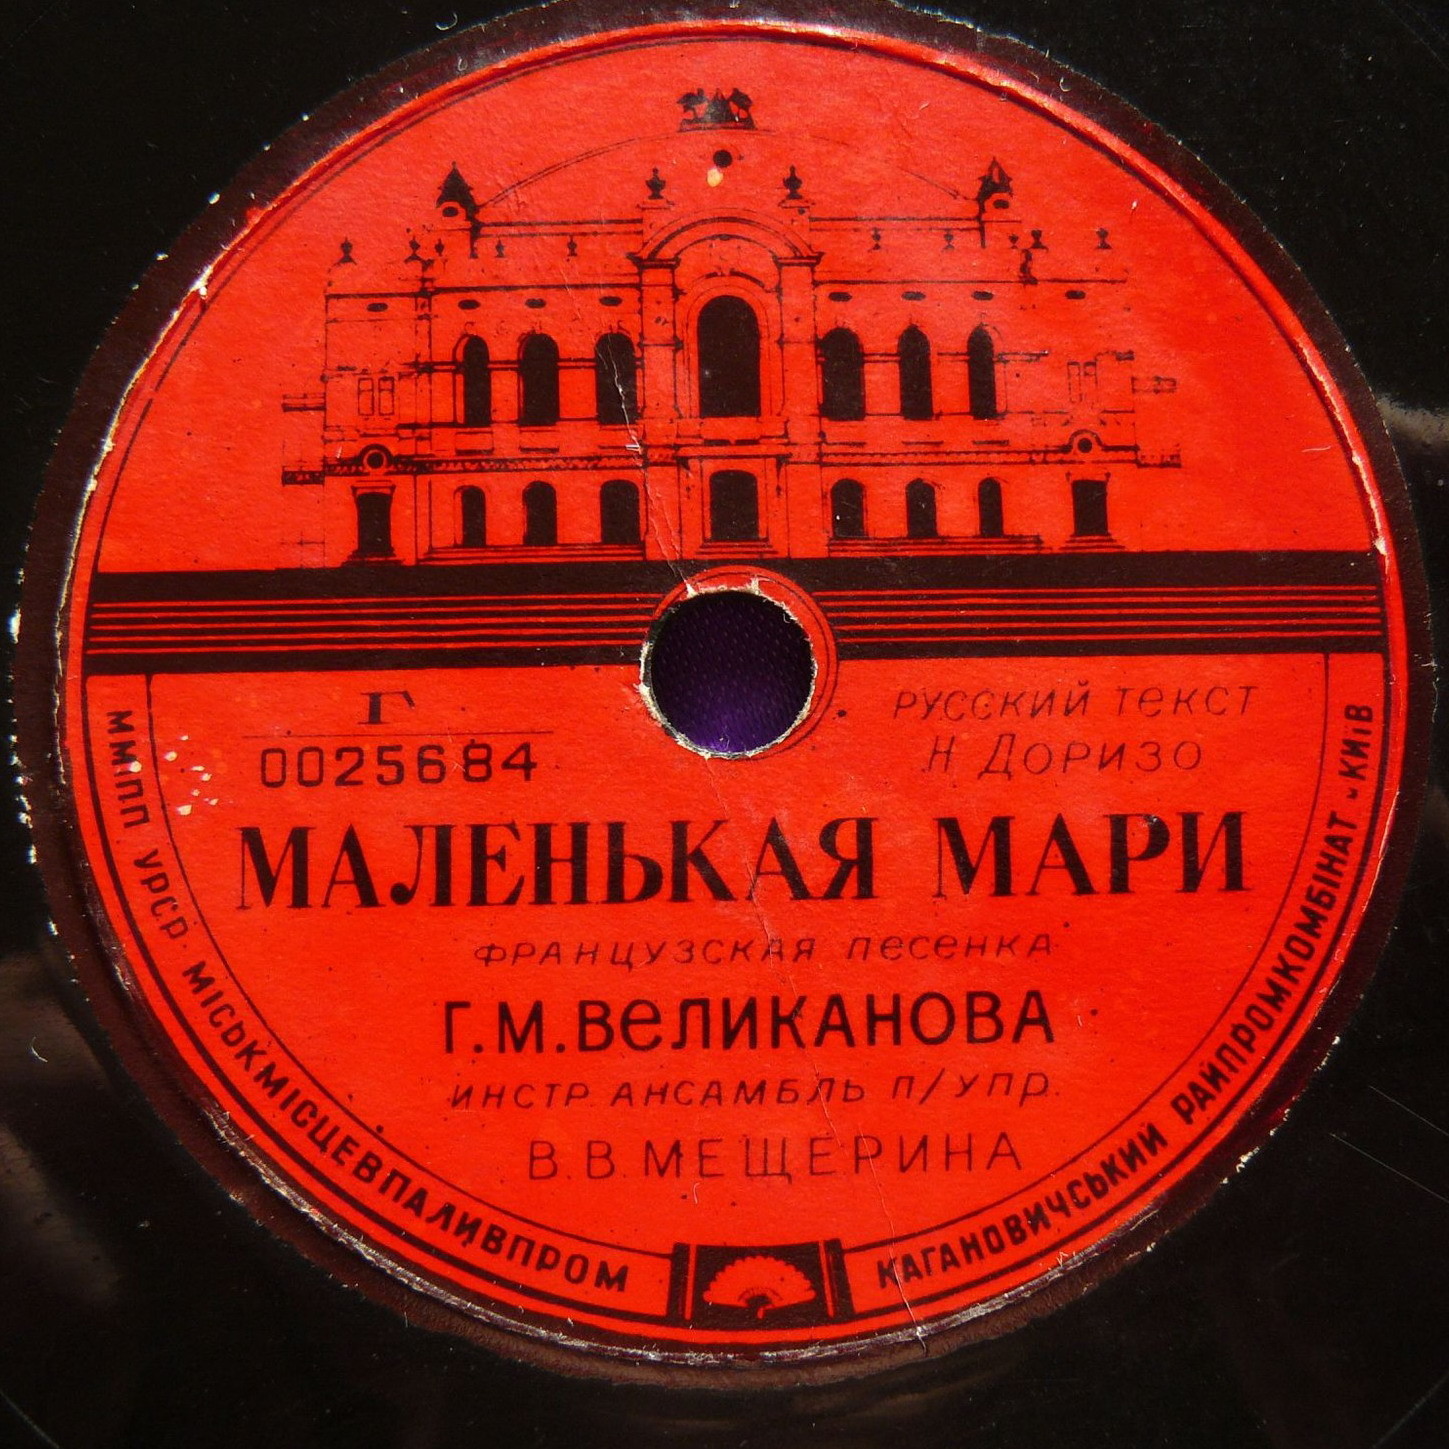 Г
0025684
РУССКИЙ ТЕКСТ
Н ДОРИЗО
МАЛЕНЬКАЯ МАРИ
ФРАНЦУЗСКАЯ ПЕСЕНКА
Г.М.ВЕЛИКАНОВА
ИНСТР. АНСАМБЛЬ П/УПР.
В.В.МЕЩЕРИНА
ММПП УРСР · МІСЬКМІСЦЕВПАЛИВПРОМ
КАГАНОВИЧСЬКИЙ РАЙПРОМКОМБІНАТ - КИЇВ